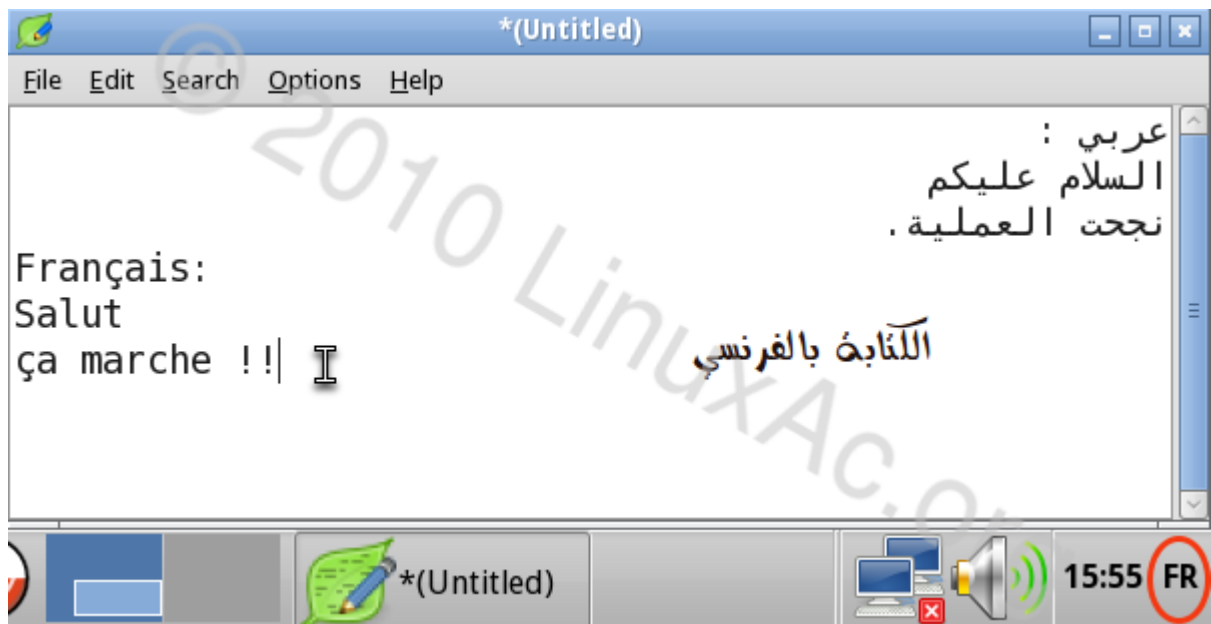 *(Untitled)
File Edit Search Options Help
عربي :
السلام عليكم
نجحت العملية.
Français:
Salut
ça marche !!
الكتابة بالفرنسي
© 2010 LinuxAc.or
*(Untitled)
15:55 FR